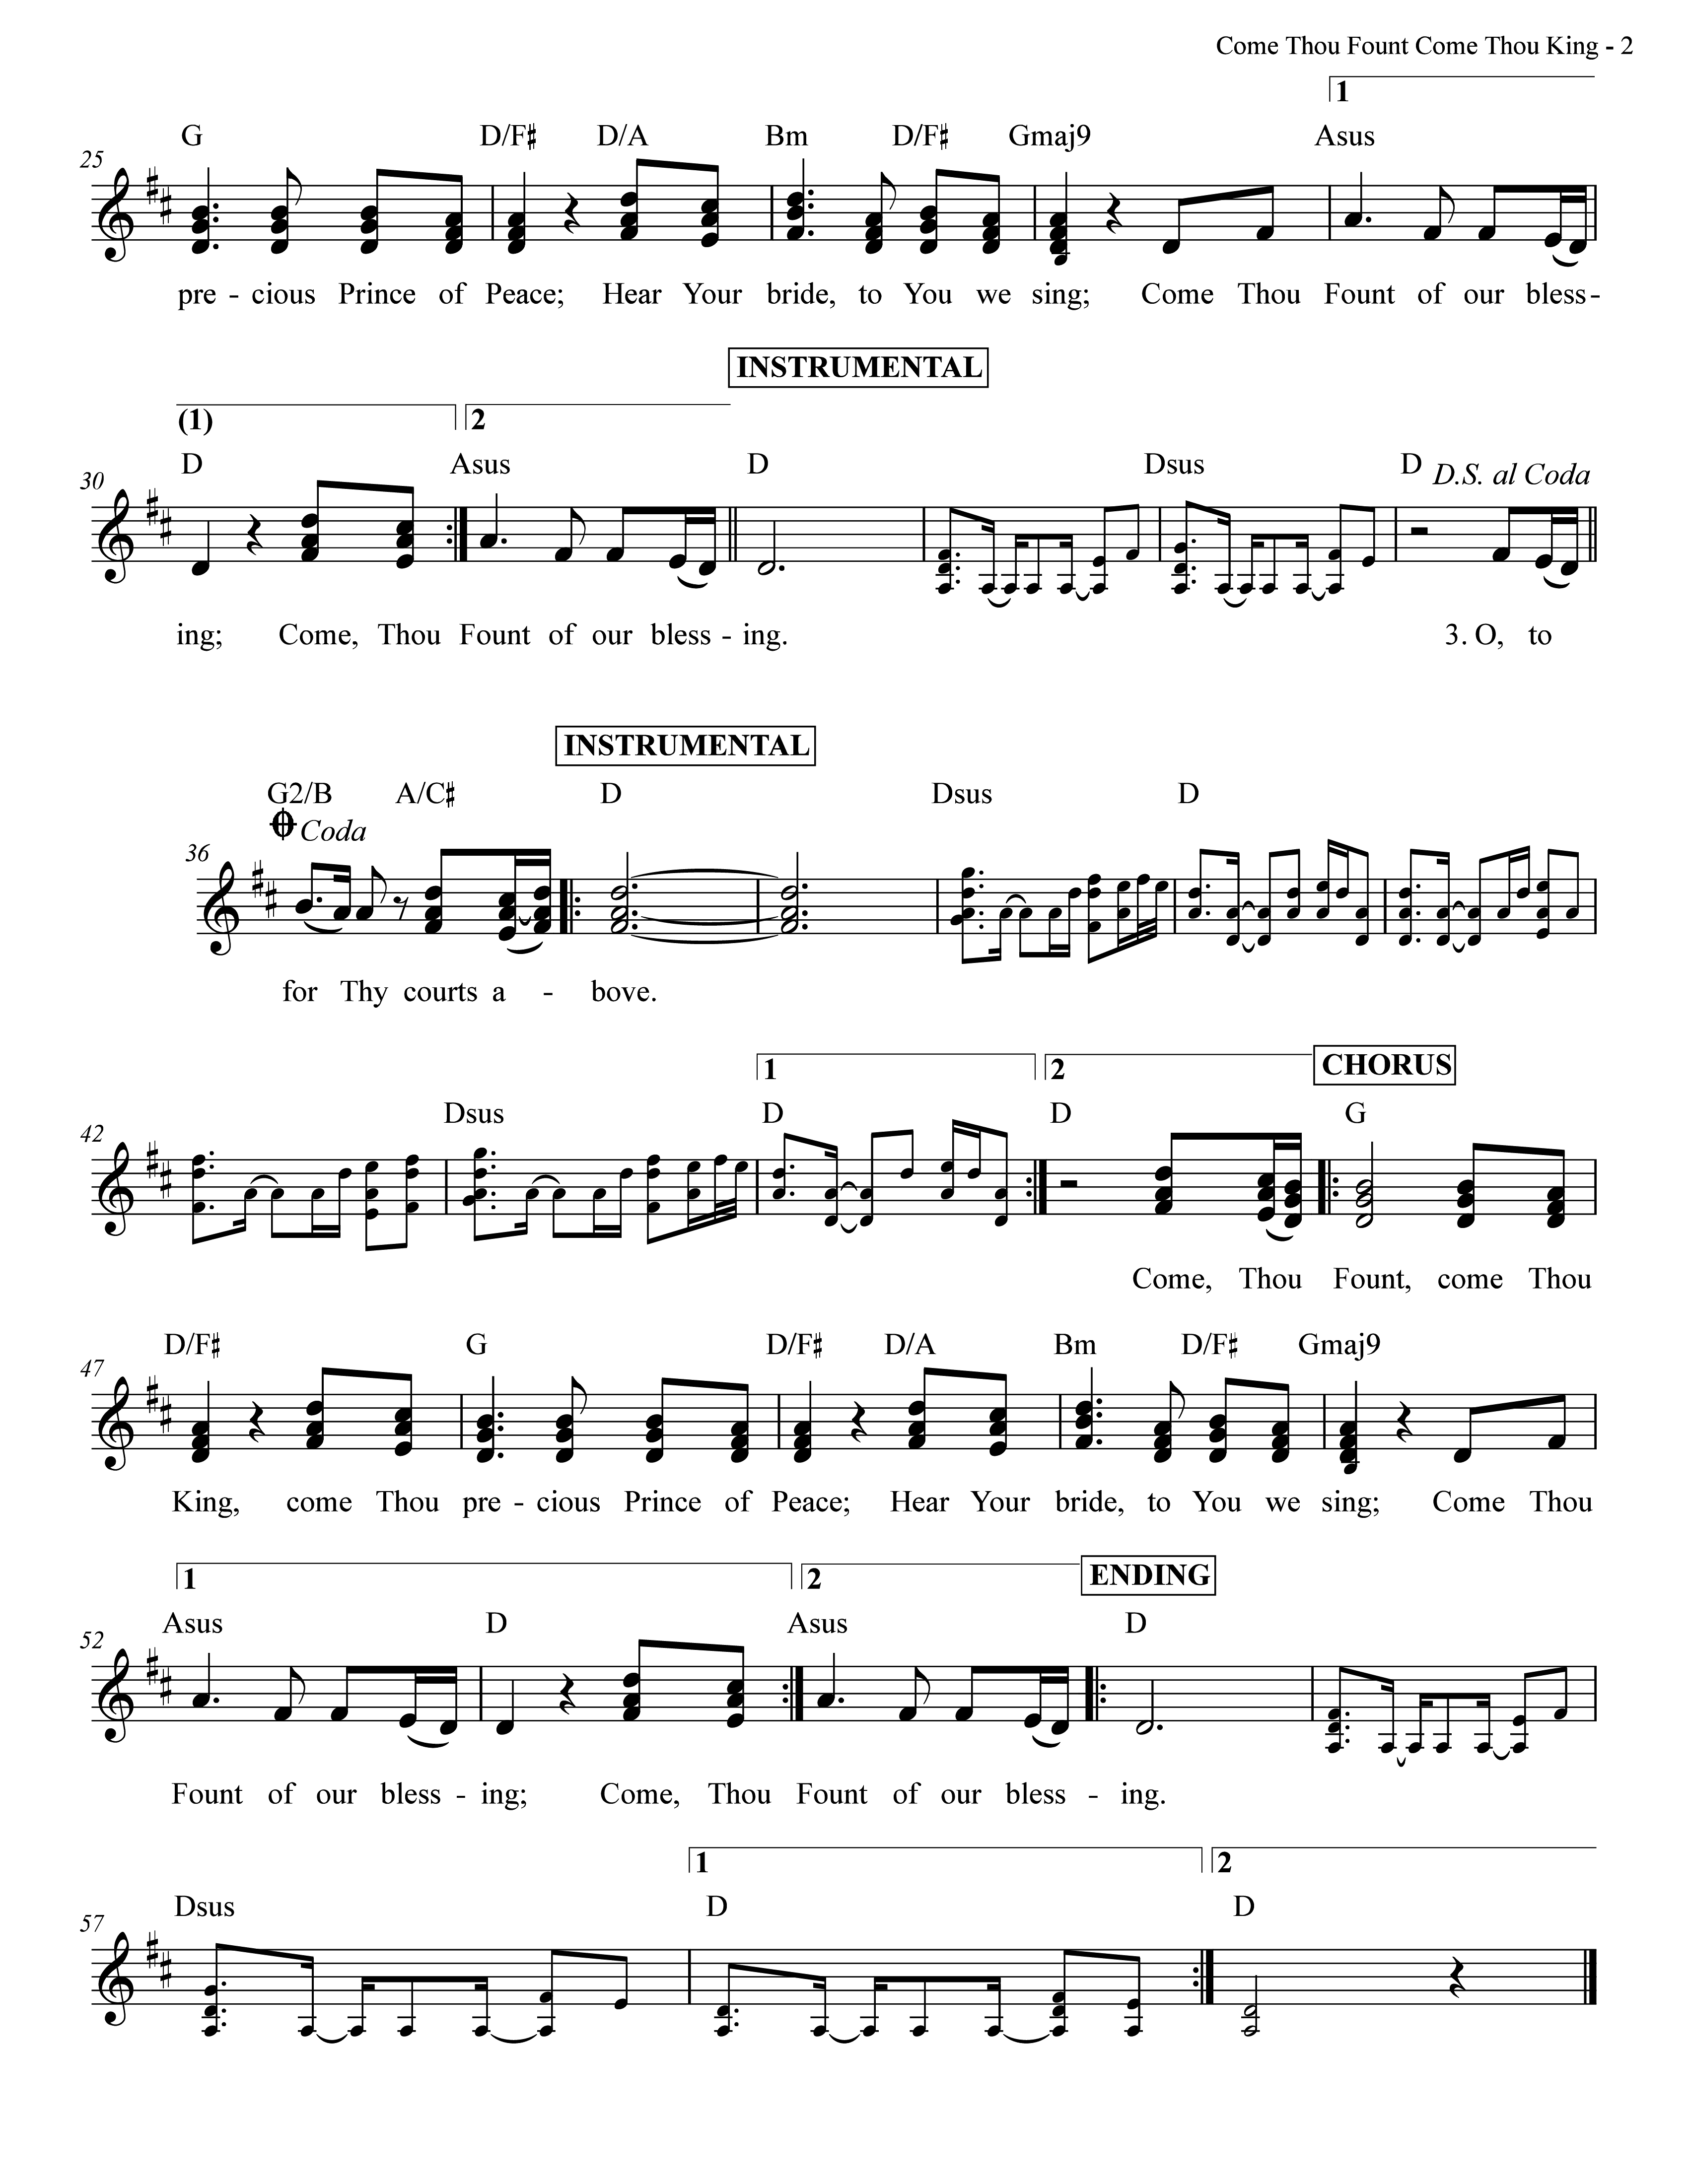 Come Thou Fount Come Thou King - 2
1
G D/F♯ D/A Bm D/F♯ Gmaj9 Asus
25
pre - cious Prince of Peace; Hear Your bride, to You we sing; Come Thou Fount of our bless -
INSTRUMENTAL
(1) 2
D Asus D Dsus D D.S. al Coda
30
ing; Come, Thou Fount of our bless - ing. 3. O, to
INSTRUMENTAL
G2/B A/C♯ D Dsus D
Coda
36
for Thy courts a - bove.
1 2 CHORUS
Dsus D D G
42
Come, Thou Fount, come Thou
D/F♯ G D/F♯ D/A Bm D/F♯ Gmaj9
47
King, come Thou pre - cious Prince of Peace; Hear Your bride, to You we sing; Come Thou
1 2 ENDING
Asus D Asus D
52
Fount of our bless - ing; Come, Thou Fount of our bless - ing.
1 2
Dsus D D
57